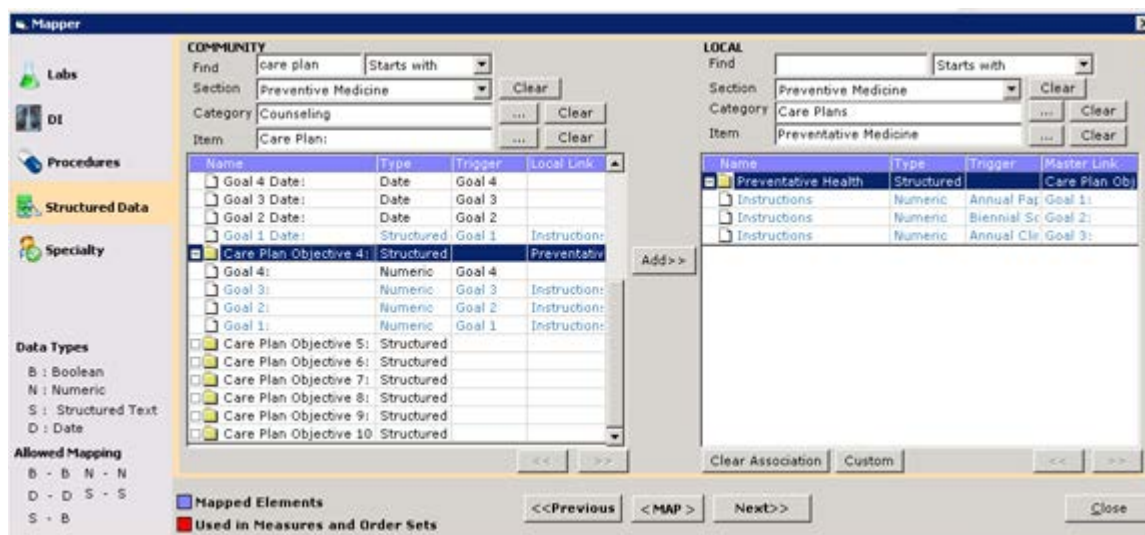 Mapper
Labs
DI
Procedures
Structured Data
Specialty
Data Types
B : Boolean
N : Numeric
S : Structured Text
D : Date
Allowed Mapping
B - B N - N
D - D S - S
S - B
COMMUNITY
Find care plan Starts with
Section Preventive Medicine Clear
Category Counseling ... Clear
Item Care Plan: ... Clear
Name Type Trigger Local Link
Goal 4 Date: Date Goal 4
Goal 3 Date: Date Goal 3
Goal 2 Date: Date Goal 2
Goal 1 Date: Structured Goal 1 Instructions
Care Plan Objective 4: Structured Preventativ
Goal 4: Numeric Goal 4
Goal 3: Numeric Goal 3 Instructions
Goal 2: Numeric Goal 2 Instructions
Goal 1: Numeric Goal 1 Instructions
Care Plan Objective 5: Structured
Care Plan Objective 6: Structured
Care Plan Objective 7: Structured
Care Plan Objective 8: Structured
Care Plan Objective 9: Structured
Care Plan Objective 10 Structured
<< >>
Add>>
LOCAL
Find Starts with
Section Preventive Medicine Clear
Category Care Plans ... Clear
Item Preventative Medicine ... Clear
Name Type Trigger Master Link
Preventative Health Structured Care Plan Obj
Instructions Numeric Annual Pap Goal 1:
Instructions Numeric Biennial Sc Goal 2:
Instructions Numeric Annual Clin Goal 3:
Clear Association Custom << >>
Mapped Elements
Used in Measures and Order Sets
<<Previous < MAP > Next>> Close